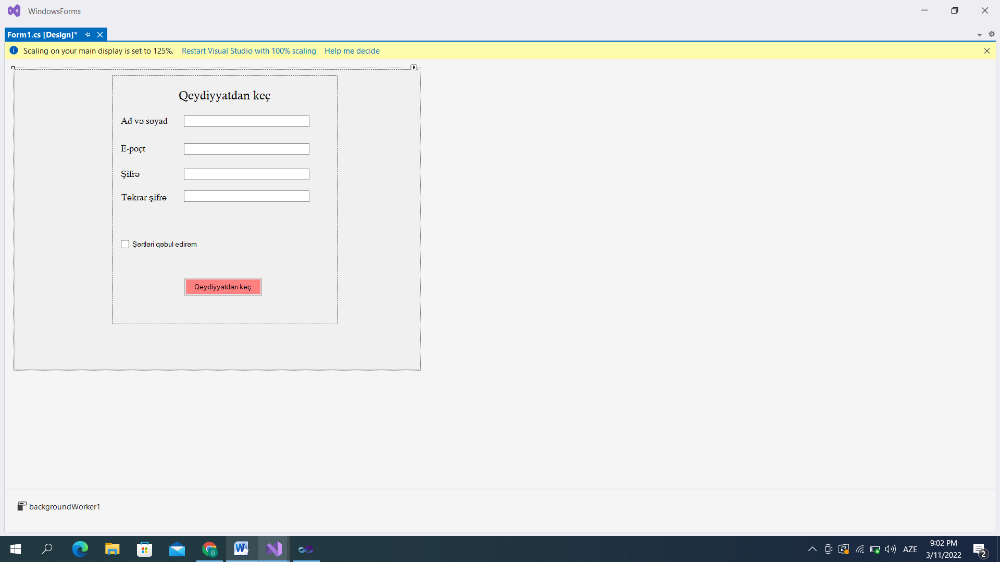 WindowsForms
Form1.cs [Design]*
Scaling on your main display is set to 125%. Restart Visual Studio with 100% scaling Help me decide
Qeydiyyatdan keç
Ad və soyad
E-poçt
Şifrə
Təkrar şifrə
Şərtləri qəbul edirəm
Qeydiyyatdan keç
backgroundWorker1
AZE
9:02 PM
3/11/2022
2